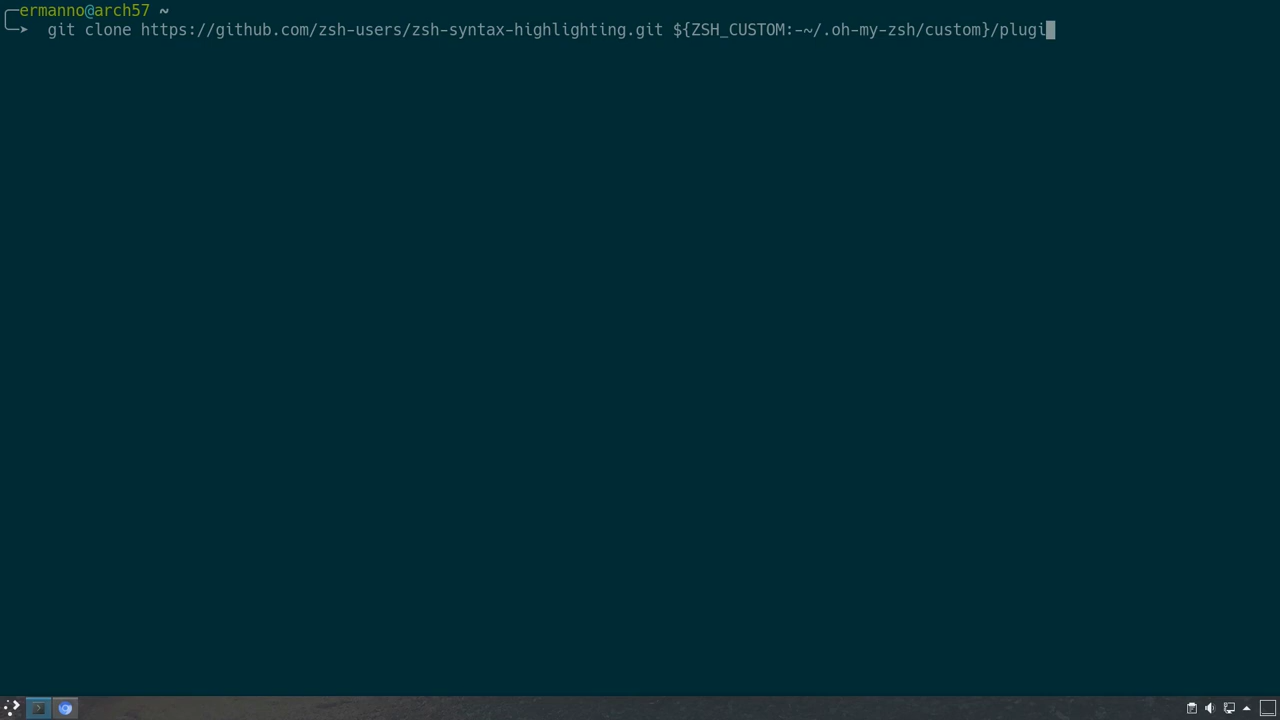 ╭─ermanno@arch57 ~
╰─➤  git clone https://github.com/zsh-users/zsh-syntax-highlighting.git ${ZSH_CUSTOM:-~/.oh-my-zsh/custom}/plugi